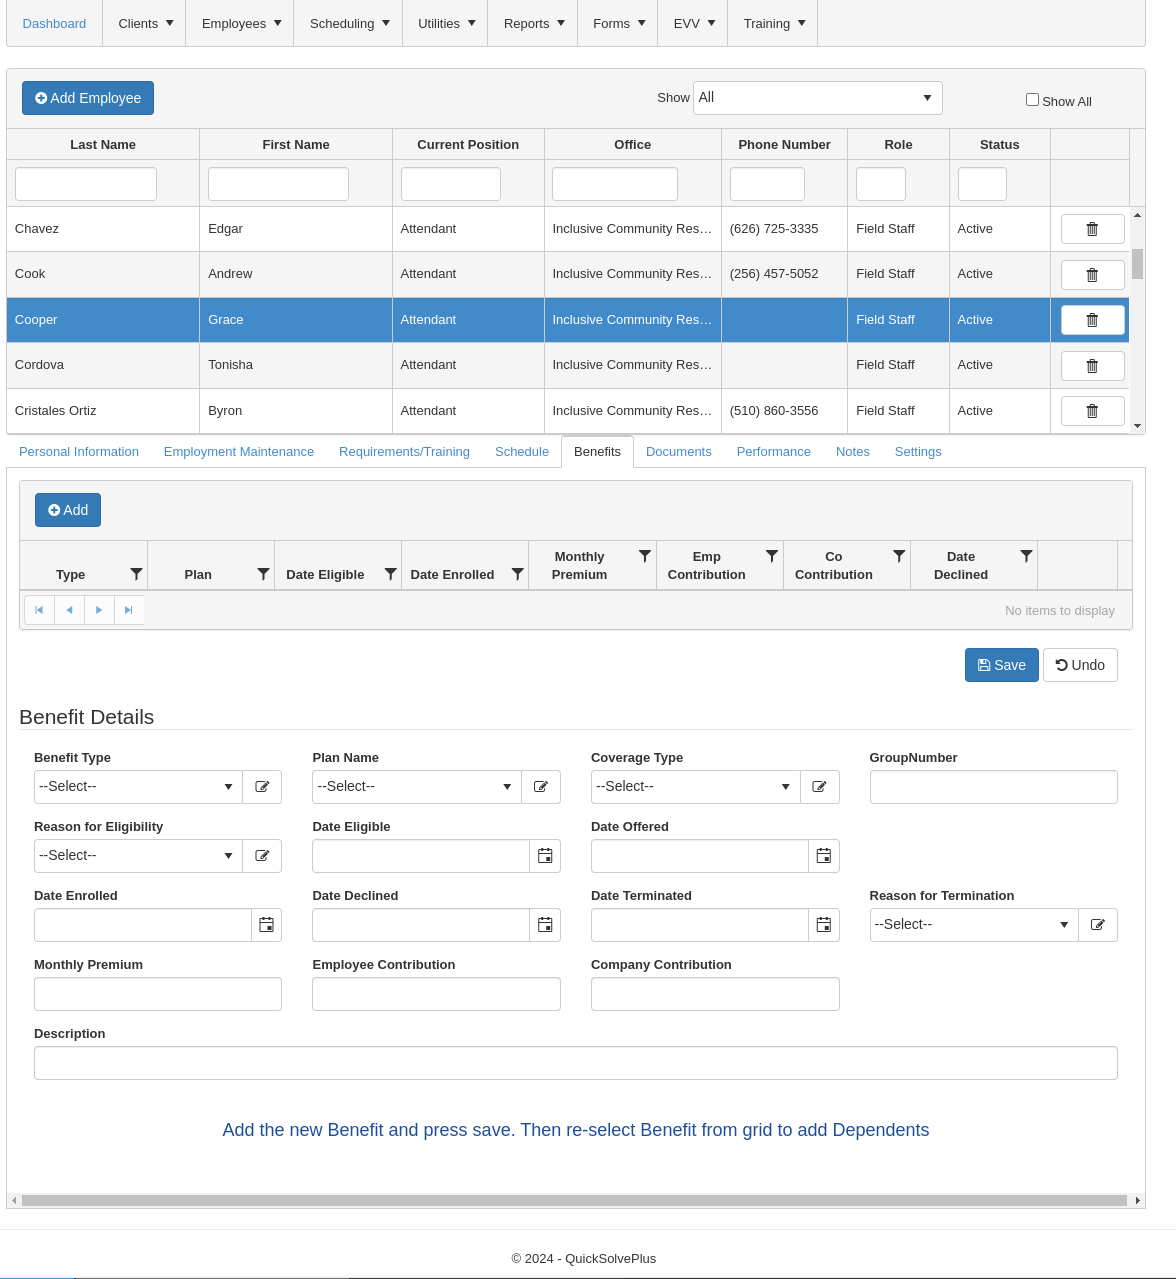 Dashboard Clients Employees Scheduling Utilities Reports Forms EVV Training
Add Employee Show All Show All
Last Name First Name Current Position Office Phone Number Role Status
Chavez Edgar Attendant Inclusive Community Res… (626) 725-3335 Field Staff Active
Cook Andrew Attendant Inclusive Community Res… (256) 457-5052 Field Staff Active
Cooper Grace Attendant Inclusive Community Res… Field Staff Active
Cordova Tonisha Attendant Inclusive Community Res… Field Staff Active
Cristales Ortiz Byron Attendant Inclusive Community Res… (510) 860-3556 Field Staff Active
Personal Information Employment Maintenance Requirements/Training Schedule Benefits Documents Performance Notes Settings
Add
Monthly Emp Co Date
Type Plan Date Eligible Date Enrolled Premium Contribution Contribution Declined
No items to display
Save Undo
Benefit Details
Benefit Type Plan Name Coverage Type GroupNumber
--Select-- --Select-- --Select--
Reason for Eligibility Date Eligible Date Offered
--Select--
Date Enrolled Date Declined Date Terminated Reason for Termination
--Select--
Monthly Premium Employee Contribution Company Contribution
Description
Add the new Benefit and press save. Then re-select Benefit from grid to add Dependents
© 2024 - QuickSolvePlus